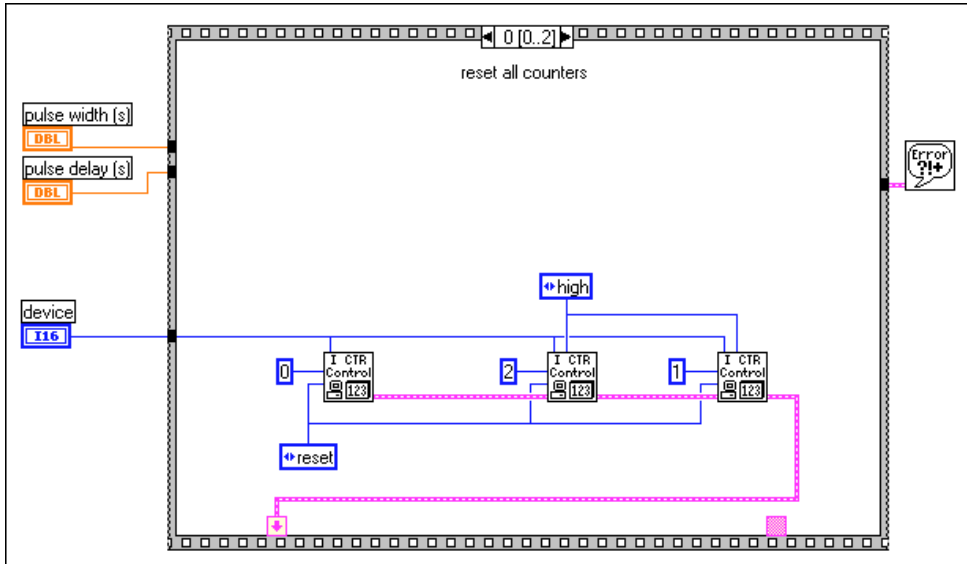 0 [0..2]
reset all counters
pulse width (s)
DBL
pulse delay (s)
DBL
Error
?!+
high
device
I16
I CTR
Control
123
I CTR
Control
123
I CTR
Control
123
0
2
1
reset